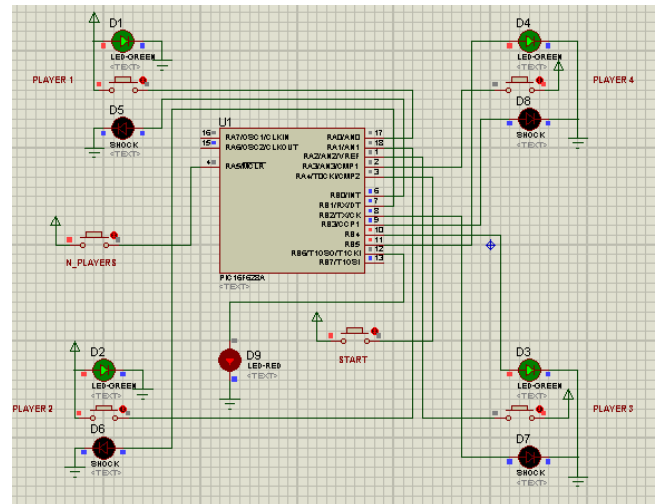 D1
LED-GREEN
<TEXT>
PLAYER 1
D5
SHOCK
<TEXT>
D4
LED-GREEN
<TEXT>
PLAYER 4
D8
SHOCK
<TEXT>
U1
16 RA7/OSC1/CLKIN RA0/AN0 17
15 RA6/OSC2/CLKOUT RA1/AN1 18
RA2/AN2/VREF 1
4 RA5/MCLR RA3/AN3/CMP1 2
RA4/T0CKI/CMP2 3
RB0/INT 6
RB1/RX/DT 7
RB2/TX/CK 8
RB3/CCP1 9
RB4 10
RB5 11
RB6/T1OSO/T1CKI 12
RB7/T1OSI 13
PIC16F628A
<TEXT>
N_PLAYERS
START
D9
LED-RED
<TEXT>
D2
LED-GREEN
<TEXT>
PLAYER 2
D6
SHOCK
<TEXT>
D3
LED-GREEN
<TEXT>
PLAYER 3
D7
SHOCK
<TEXT>